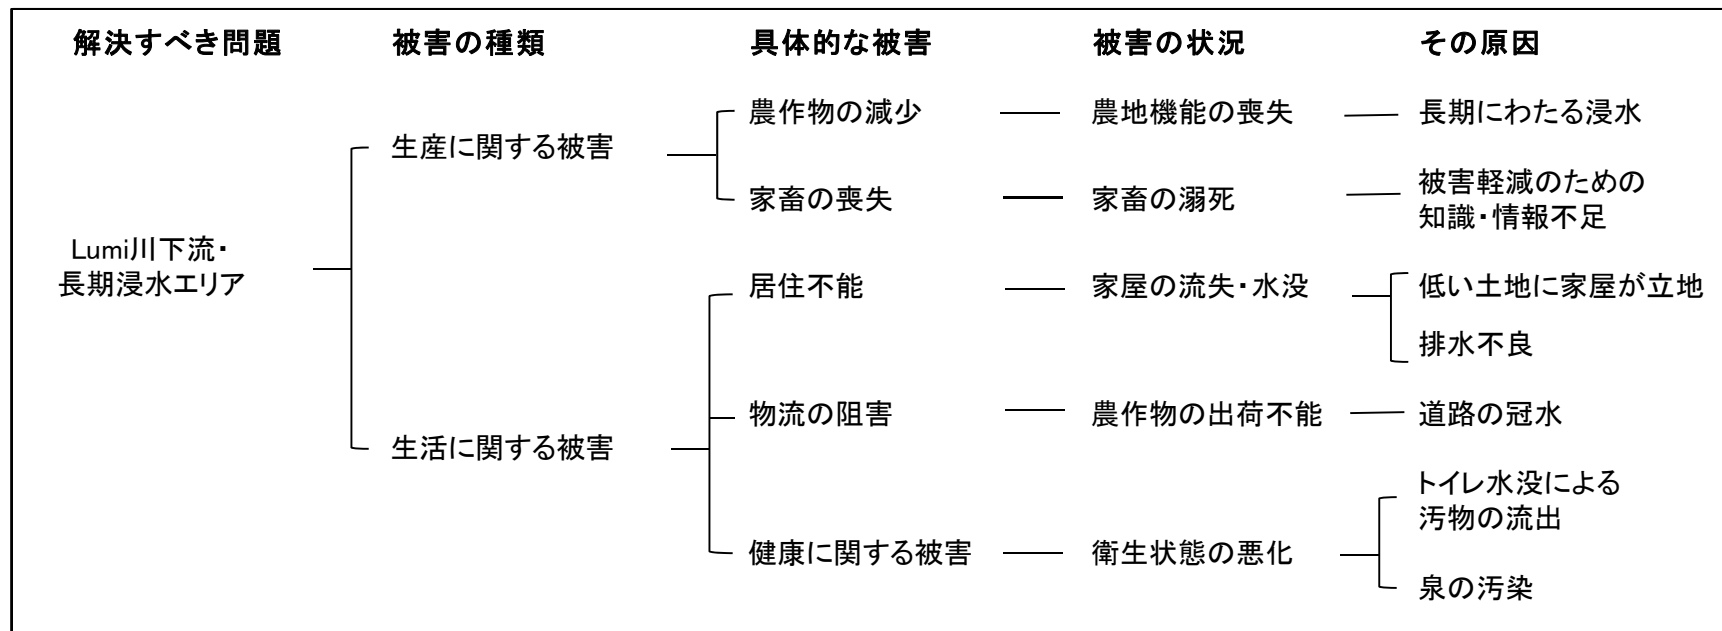 解決すべき問題
被害の種類
具体的な被害
被害の状況
その原因
Lumi川下流・
長期浸水エリア
生産に関する被害
農作物の減少
農地機能の喪失
長期にわたる浸水
家畜の喪失
家畜の溺死
被害軽減のための
知識・情報不足
生活に関する被害
居住不能
家屋の流失・水没
低い土地に家屋が立地
排水不良
物流の阻害
農作物の出荷不能
道路の冠水
健康に関する被害
衛生状態の悪化
トイレ水没による
汚物の流出
泉の汚染